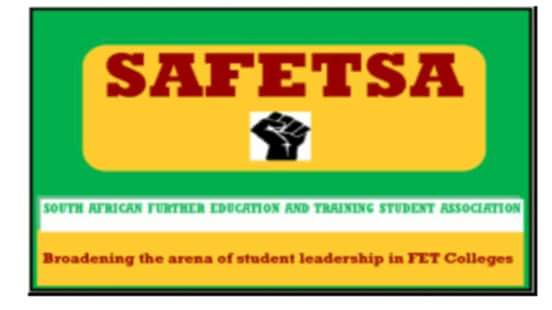 SAFETSA
SOUTH AFRICAN FURTHER EDUCATION AND TRAINING STUDENT ASSOCIATION
Broadening the arena of student leadership in FET Colleges